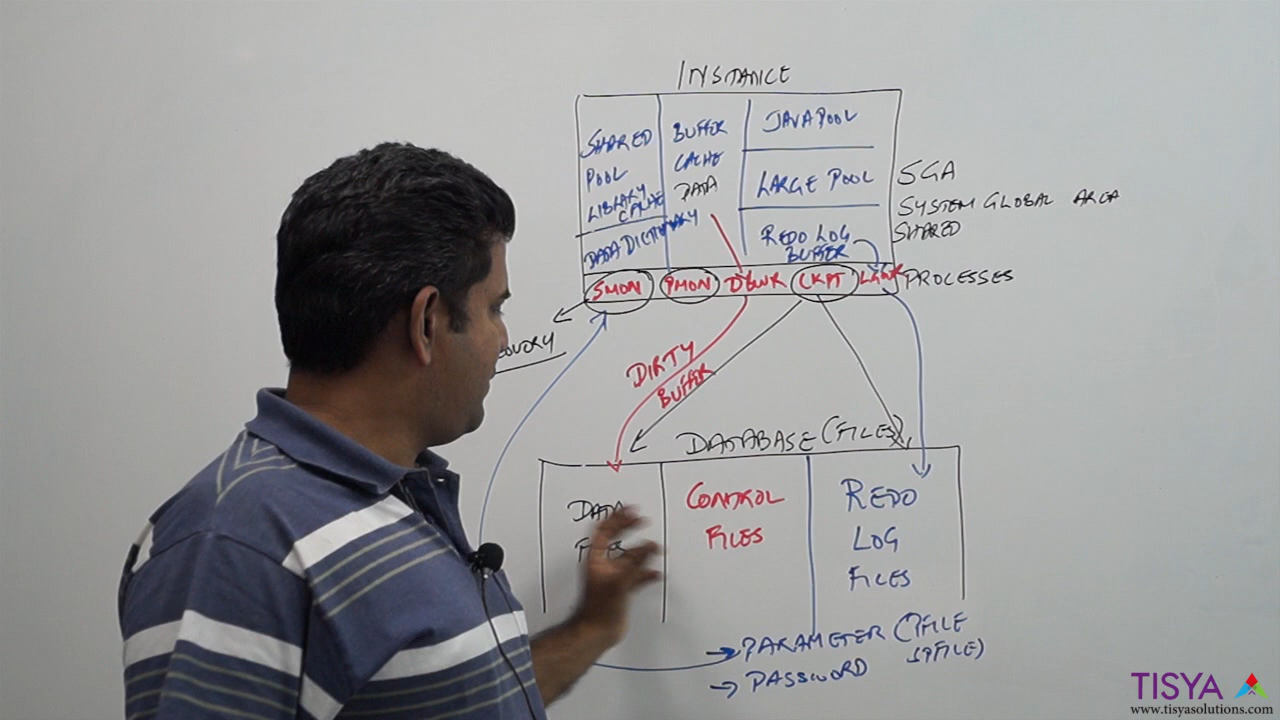 INSTANCE
SHARED
POOL
LIBRARY
CACHE
DATA DICTIONARY
BUFFER
CACHE
DATA
JAVA POOL
LARGE POOL
REDO LOG
BUFFER
SGA
SYSTEM GLOBAL AREA
SHARED
SMON
PMON
DBWR
CKPT
LGWR
PROCESSES
DIRTY
BUFFER
DATABASE (FILES)
DATA
FILES
CONTROL
FILES
REDO
LOG
FILES
PARAMETER (PFILE
SPFILE)
PASSWORD
TISYA
www.tisyasolutions.com